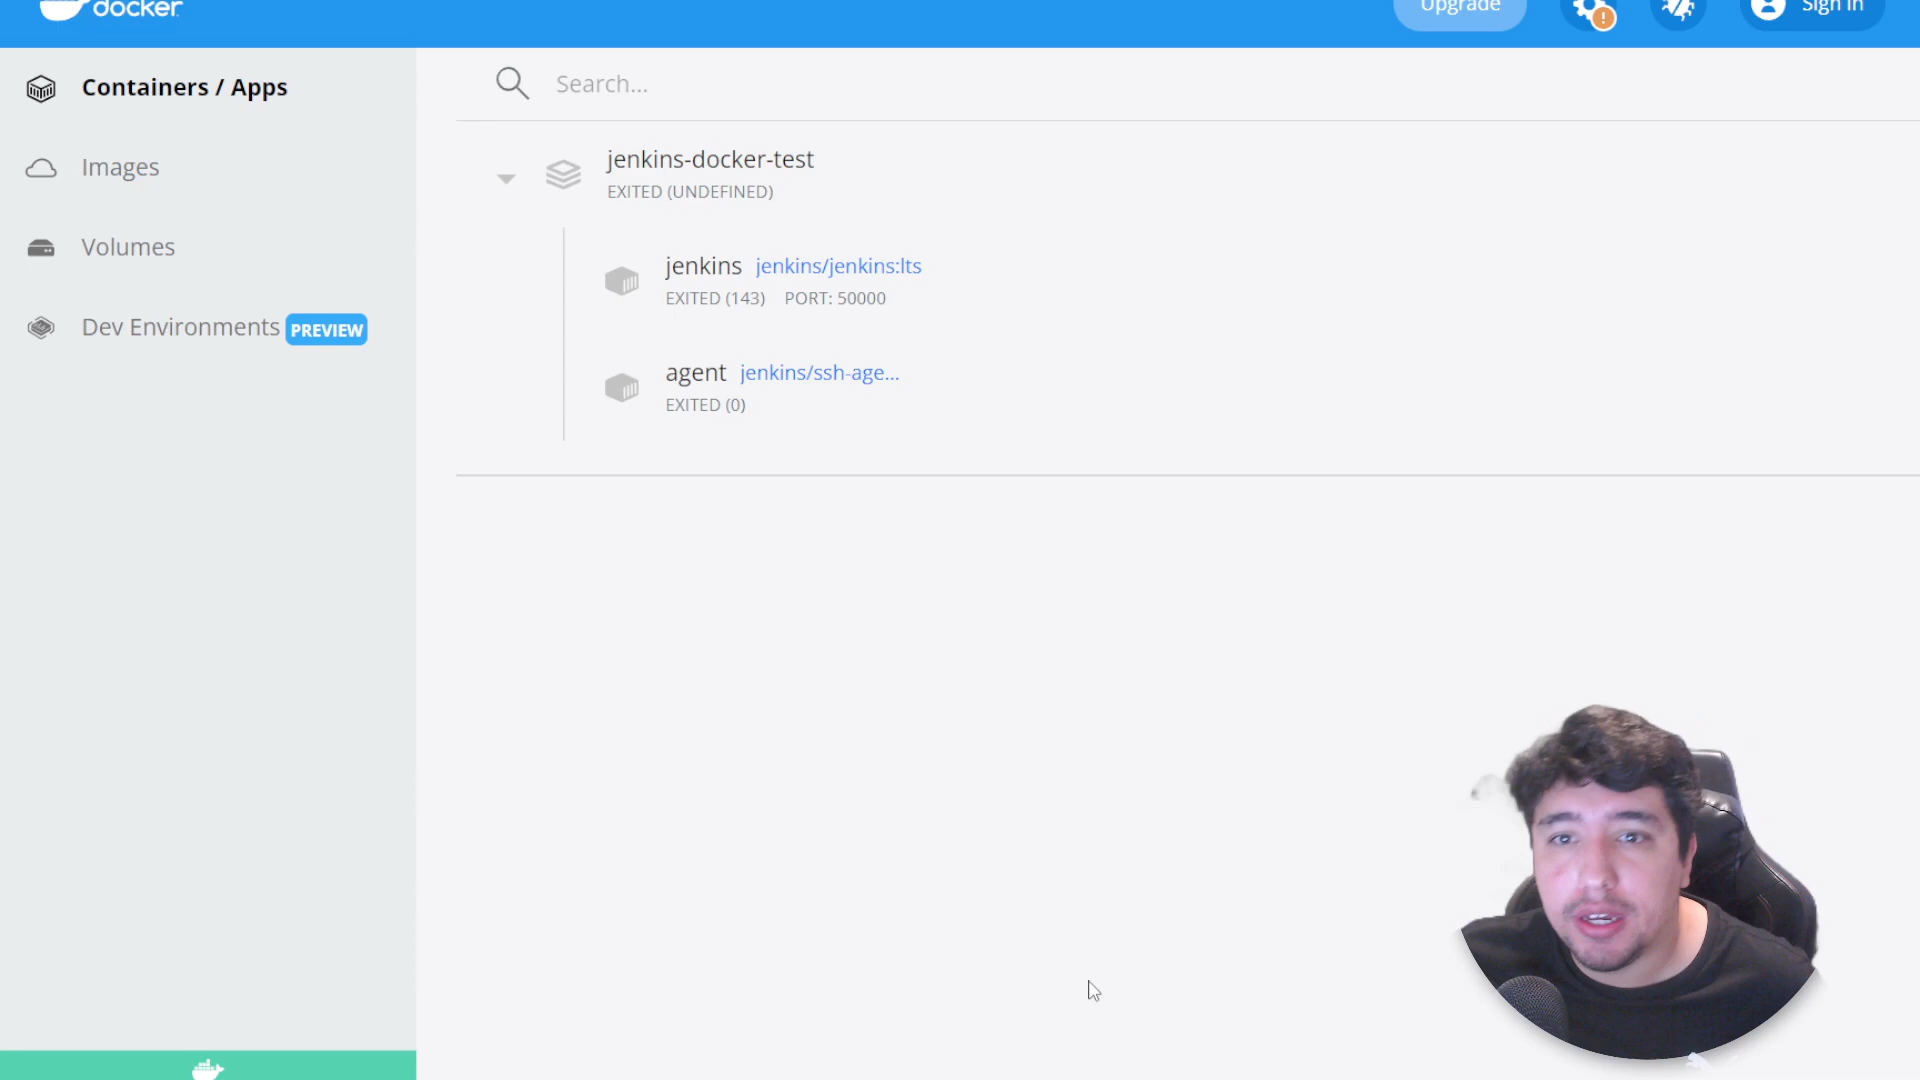 docker
Upgrade
Sign in
Containers / Apps
Images
Volumes
Dev Environments PREVIEW
Search...
jenkins-docker-test
EXITED (UNDEFINED)
jenkins jenkins/jenkins:lts
EXITED (143) PORT: 50000
agent jenkins/ssh-age...
EXITED (0)